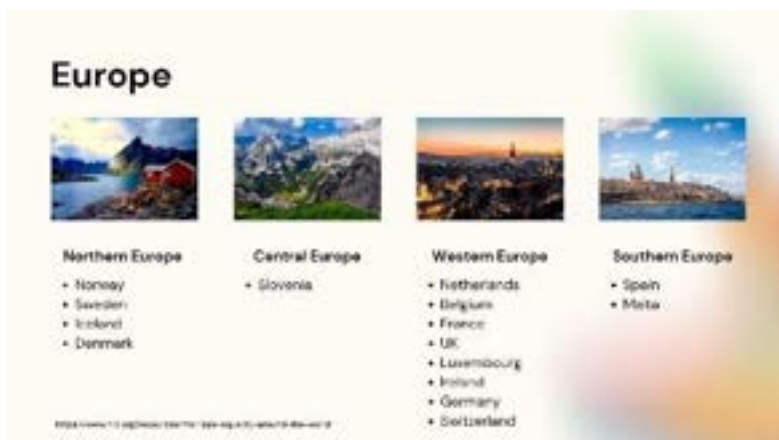 Europe
Northern Europe
Norway
Sweden
Iceland
Denmark
Central Europe
Slovenia
Western Europe
Netherlands
Belgium
France
UK
Luxembourg
Ireland
Germany
Switzerland
Southern Europe
Spain
Malta